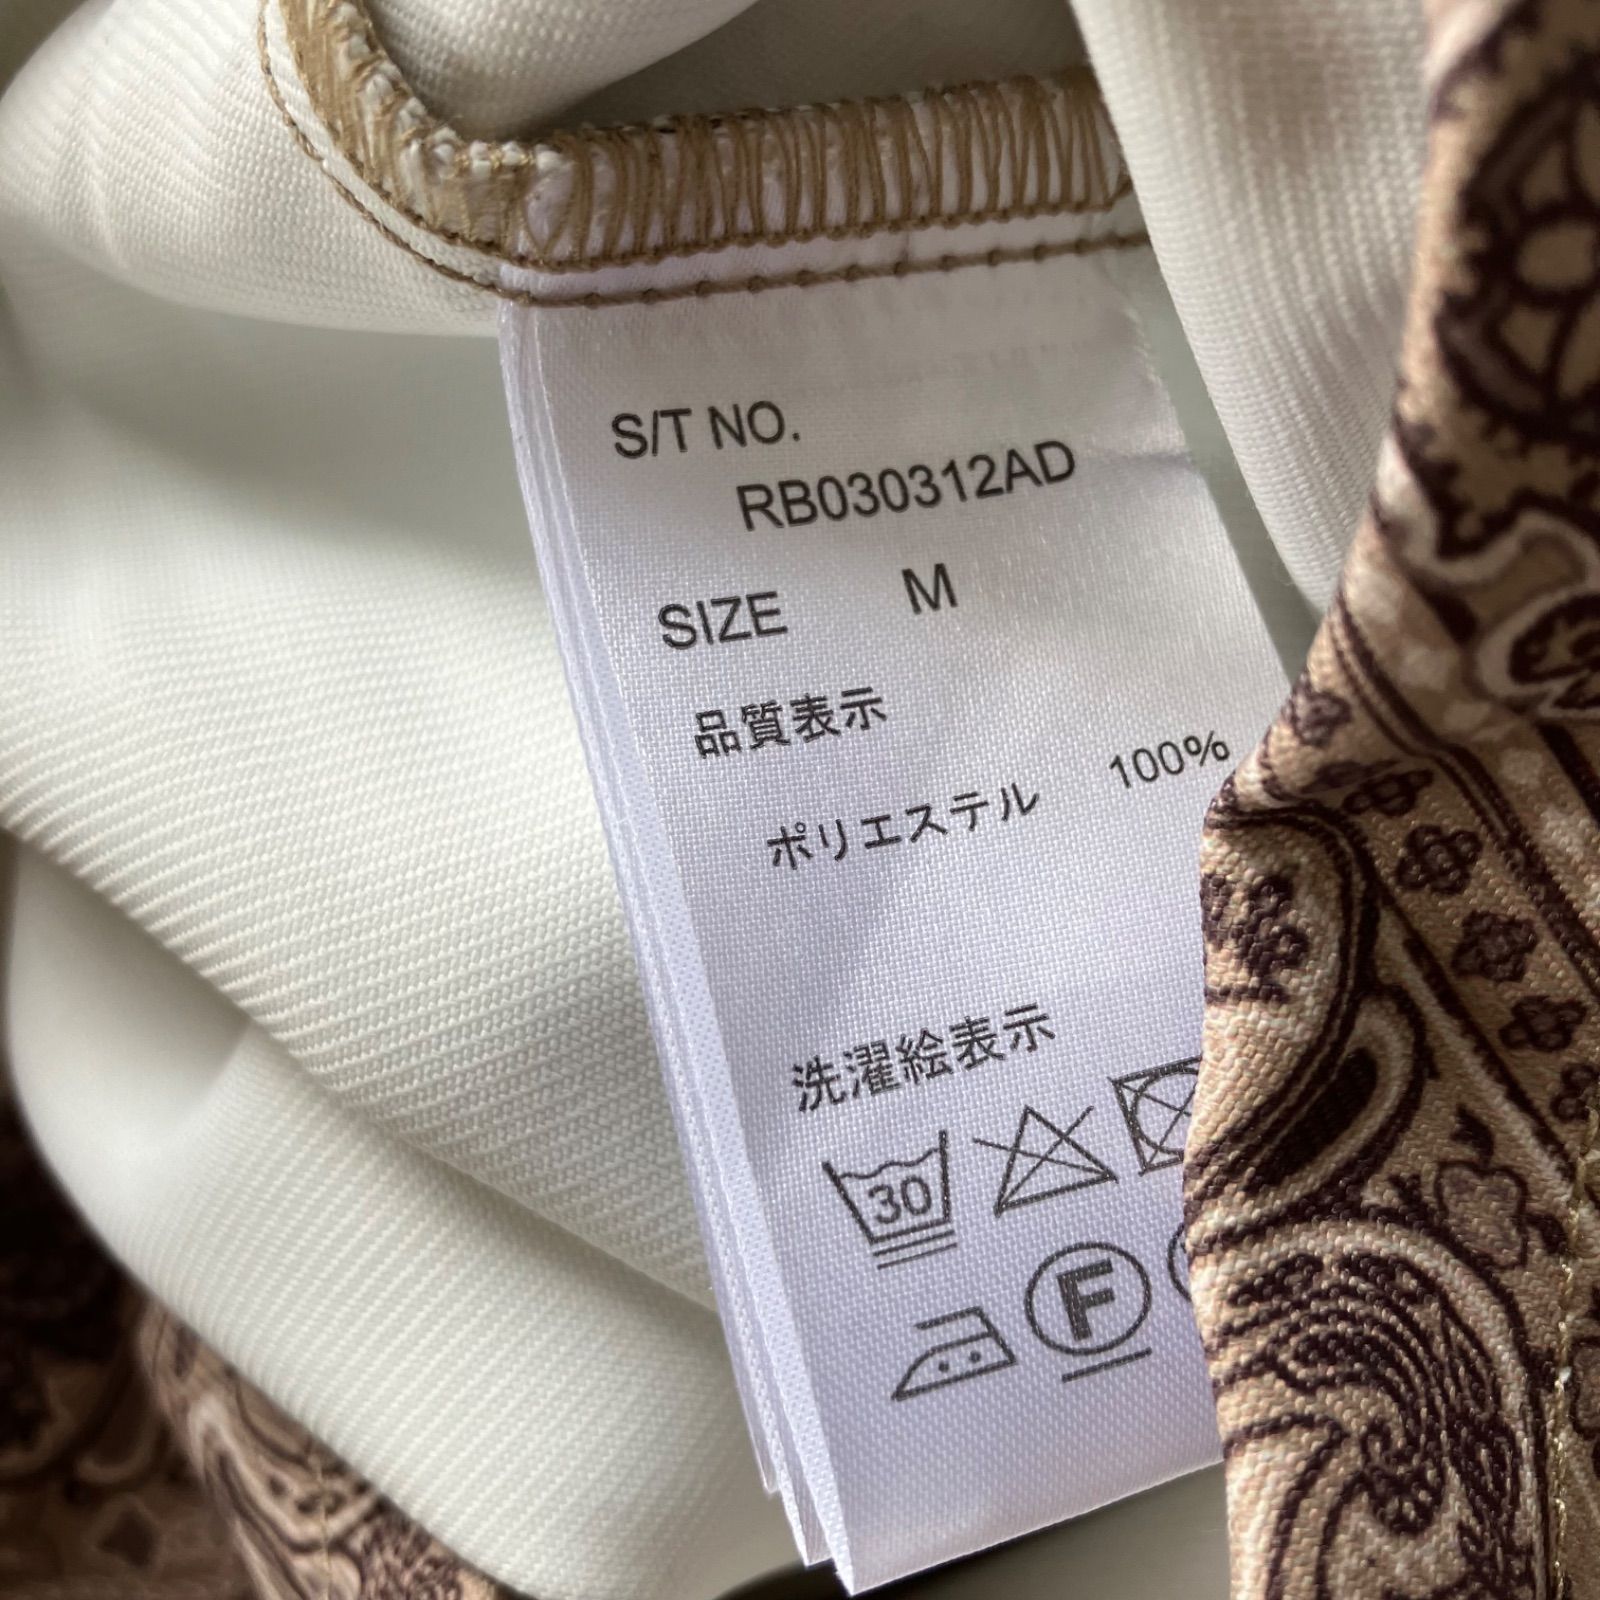 S/T NO.
RB030312AD
SIZE M
品質表示
ポリエステル 100%
洗濯絵表示
30
F